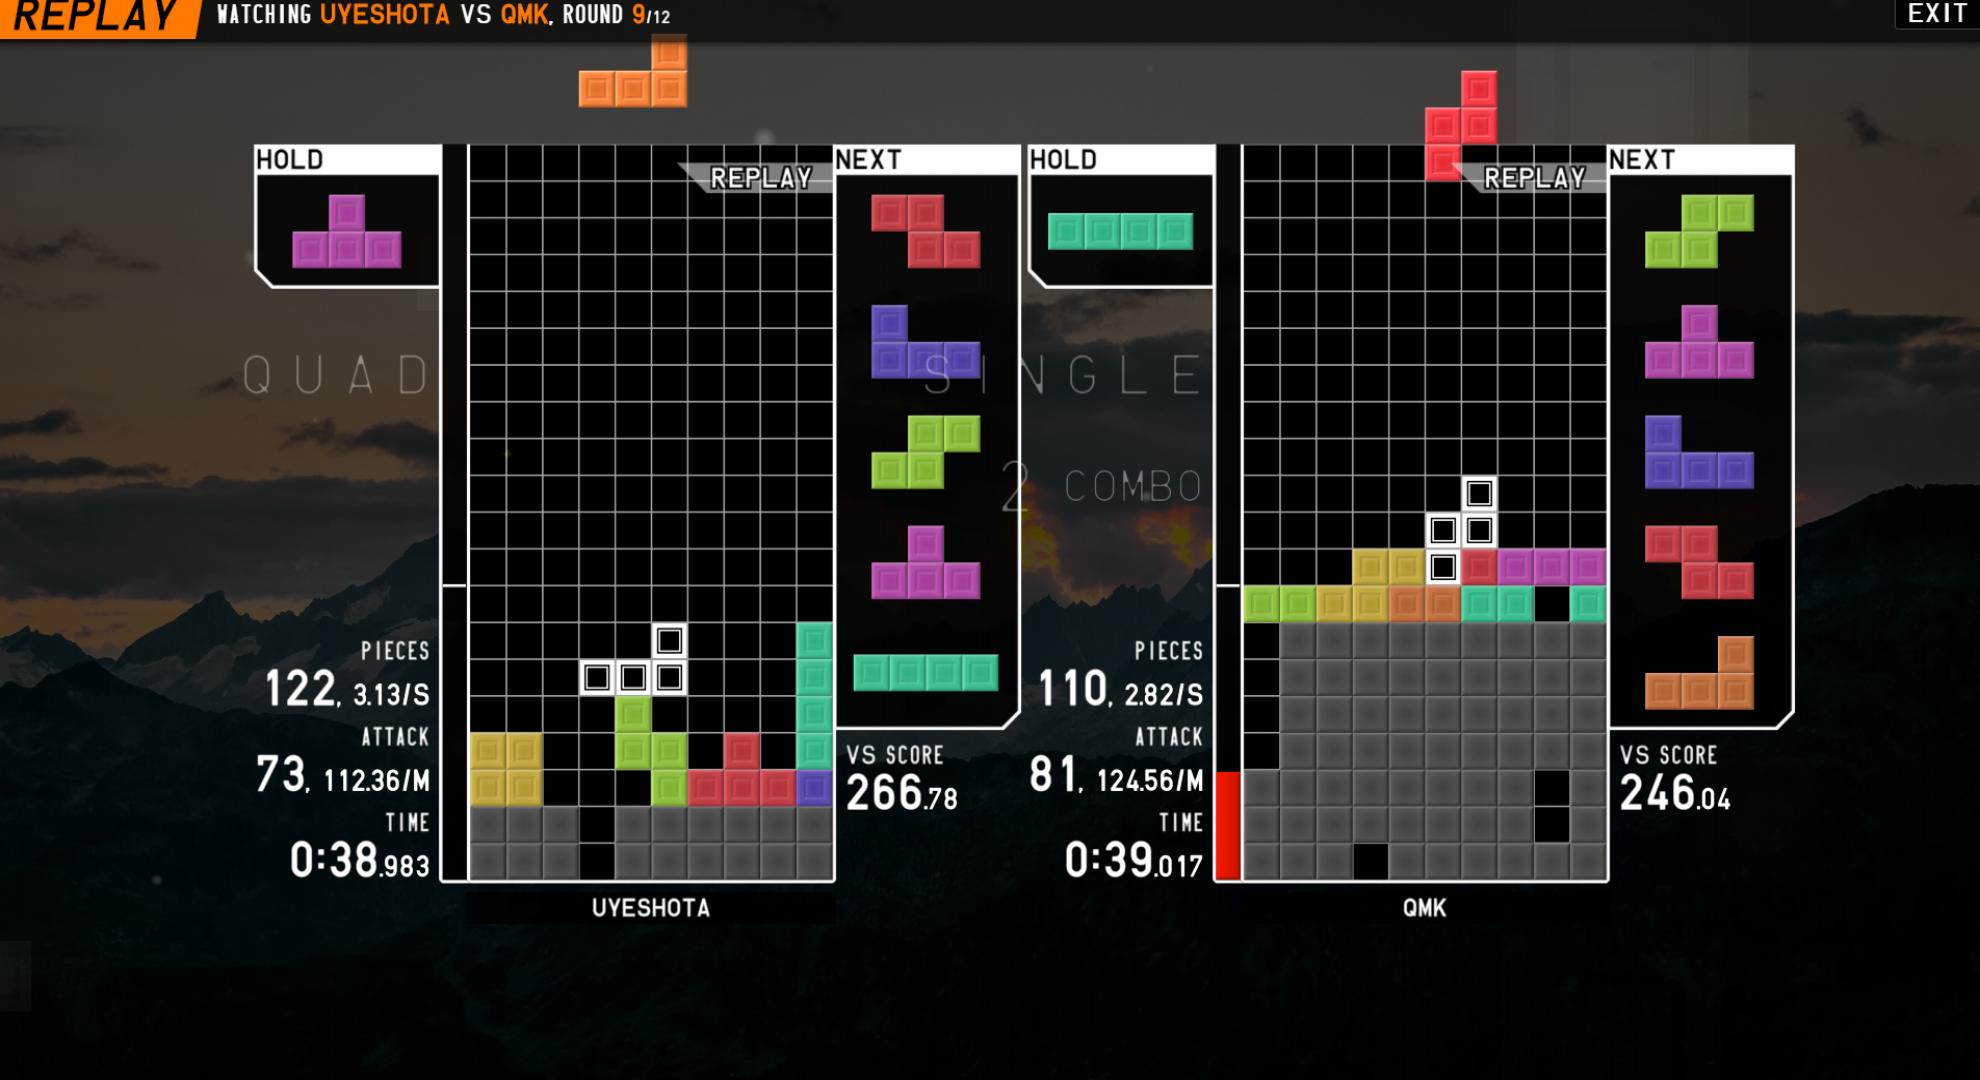 REPLAY
WATCHING UYESHOTA VS QMK, ROUND 9/12
EXIT
HOLD
REPLAY
NEXT
QUAD
PIECES
122, 3.13/S
ATTACK
73, 112.36/M
TIME
0:38.983
VS SCORE
266.78
UYESHOTA
HOLD
REPLAY
NEXT
SINGLE
2 COMBO
PIECES
110, 2.82/S
ATTACK
81, 124.56/M
TIME
0:39.017
VS SCORE
246.04
QMK